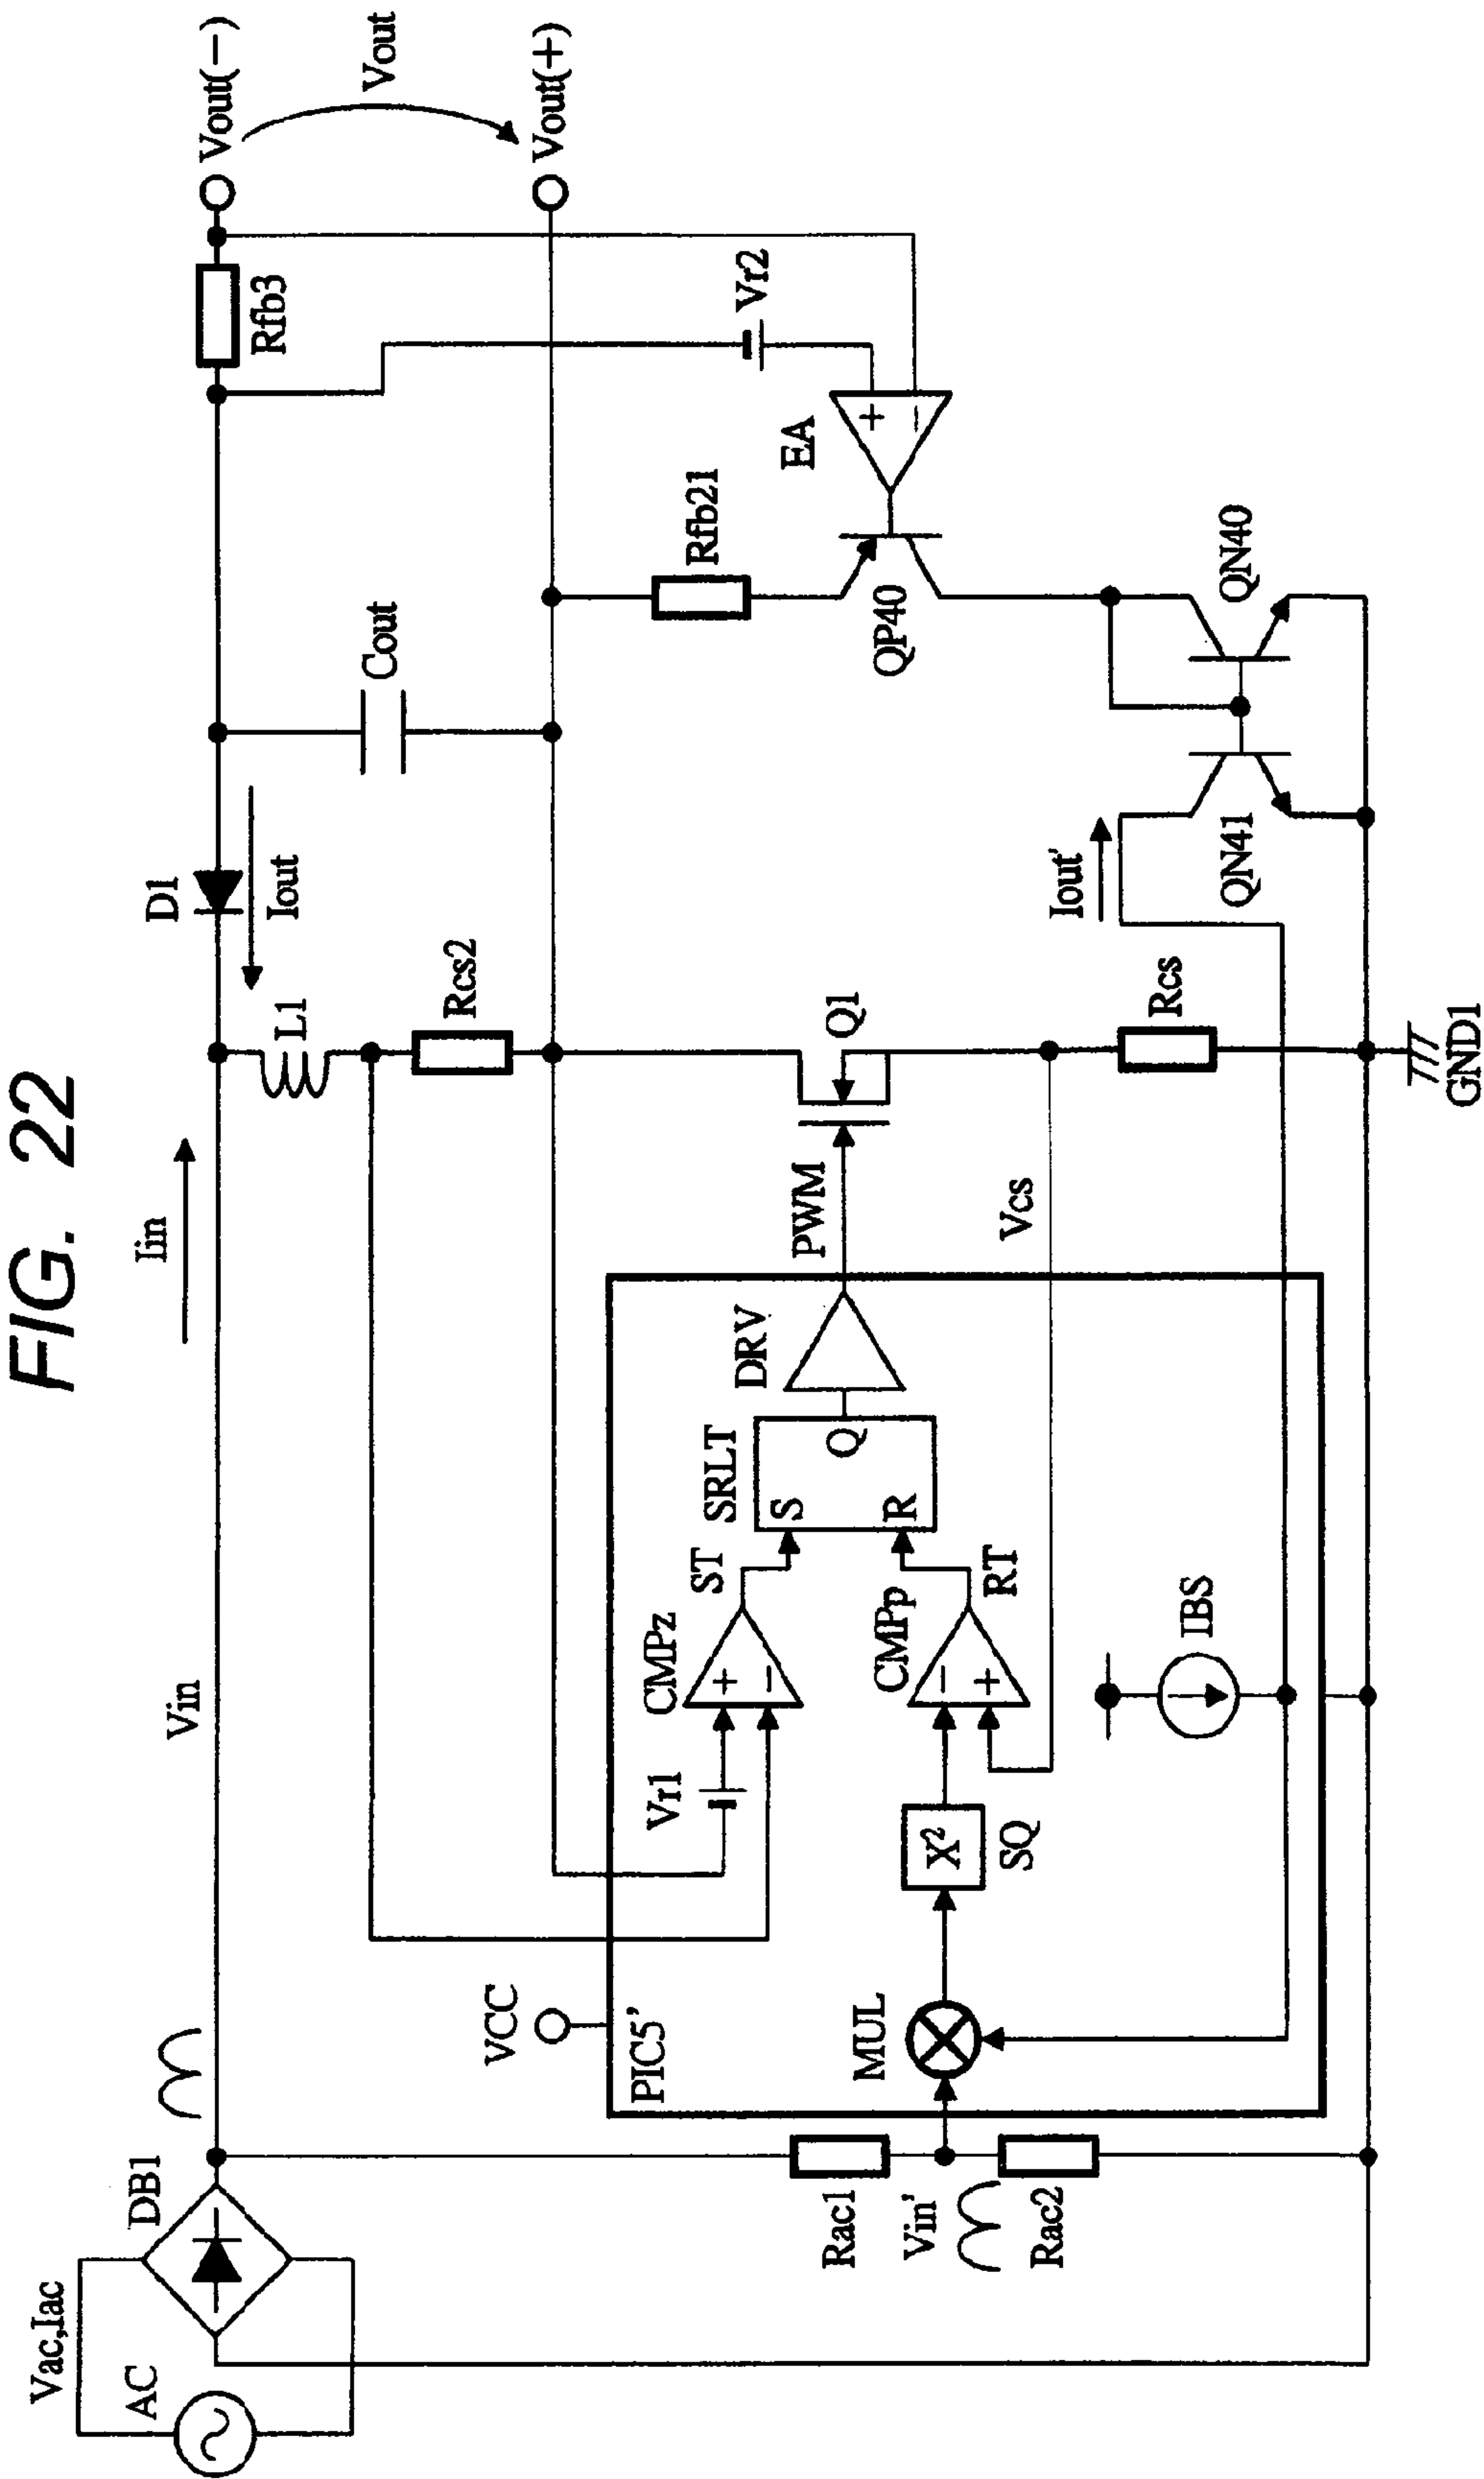 FIG. 22
Vac,Iac
AC
DB1
Vin
Iin
D1
Iout
L1
Rcs2
Cout
Rfb3
Vout(−)
Vout
Vout(+)
Vr2
EA
+
−
Rfb21
QP40
QN40
QN41
Iout'
Q1
Rcs
GND1
PWM
Vcs
VCC
PIC5'
DRV
SRLT
S
R
Q
ST
RT
CMPz
+
−
Vr1
CMPp
−
+
X²
SQ
MUL
IBS
Rac1
Vin'
Rac2